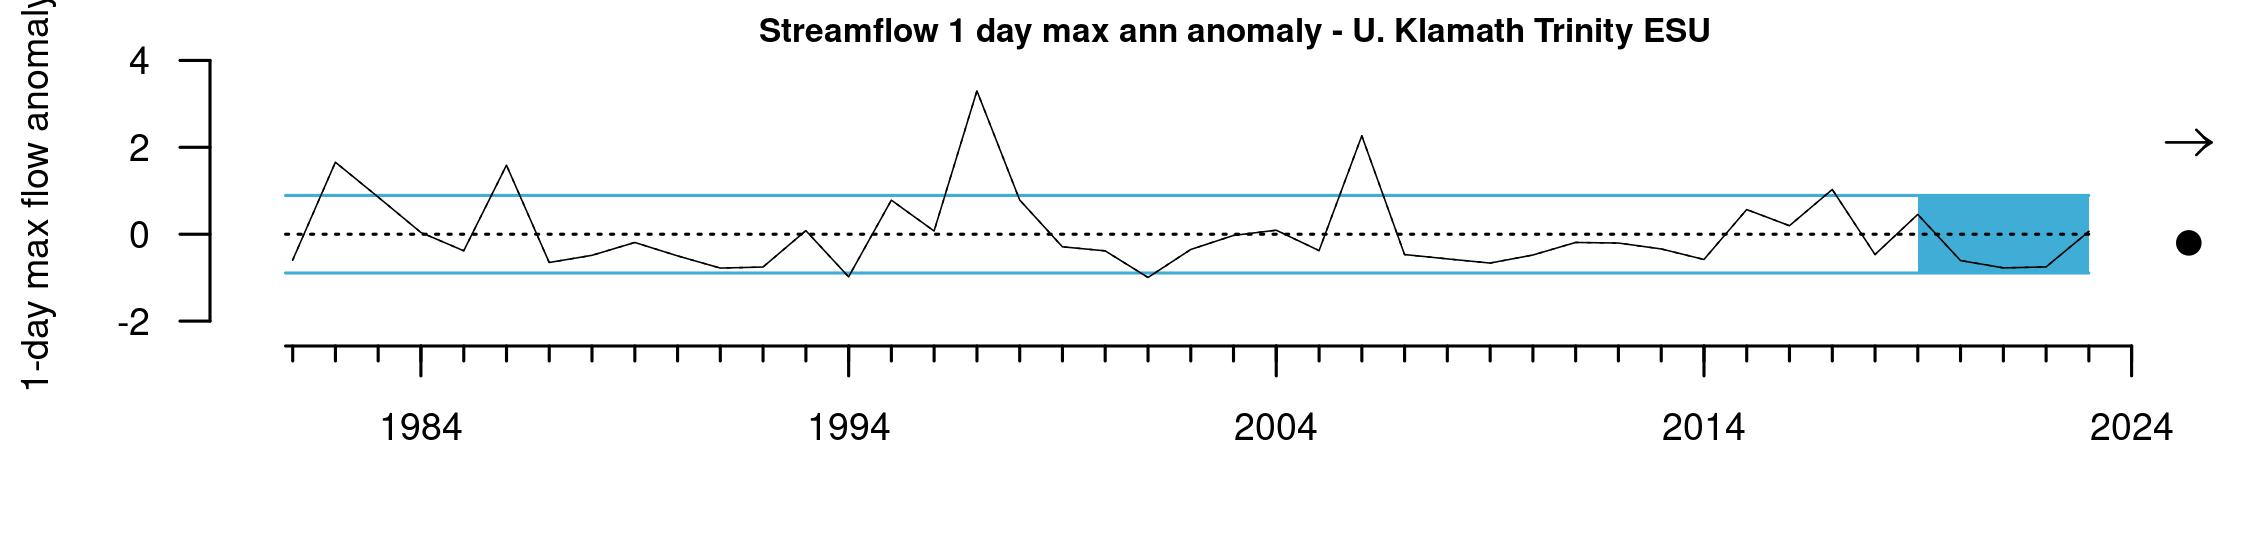 Streamflow 1 day max ann anomaly - U. Klamath Trinity ESU
1-day max flow anomaly
4
2
0
-2
1984 1994 2004 2014 2024